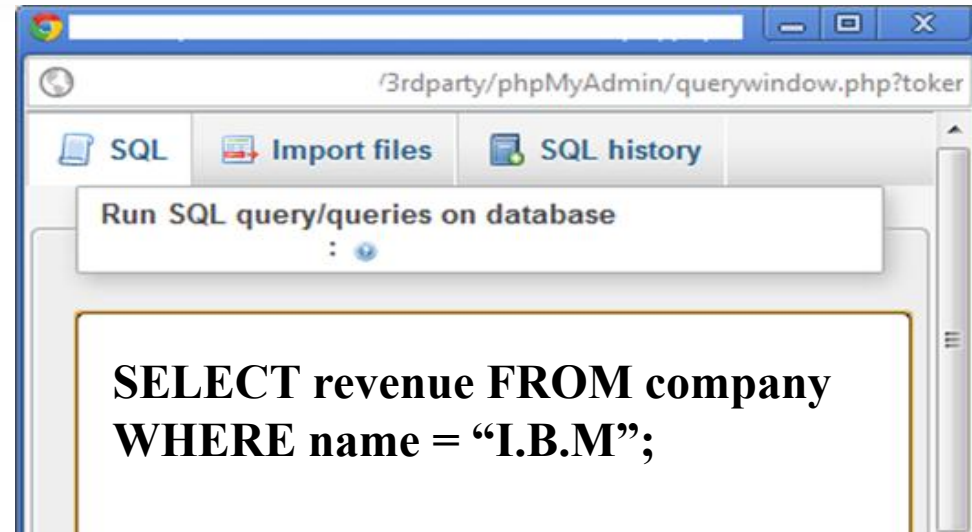 /3rdparty/phpMyAdmin/querywindow.php?toker
SQL Import files SQL history
Run SQL query/queries on database
:
SELECT revenue FROM company
WHERE name = “I.B.M”;